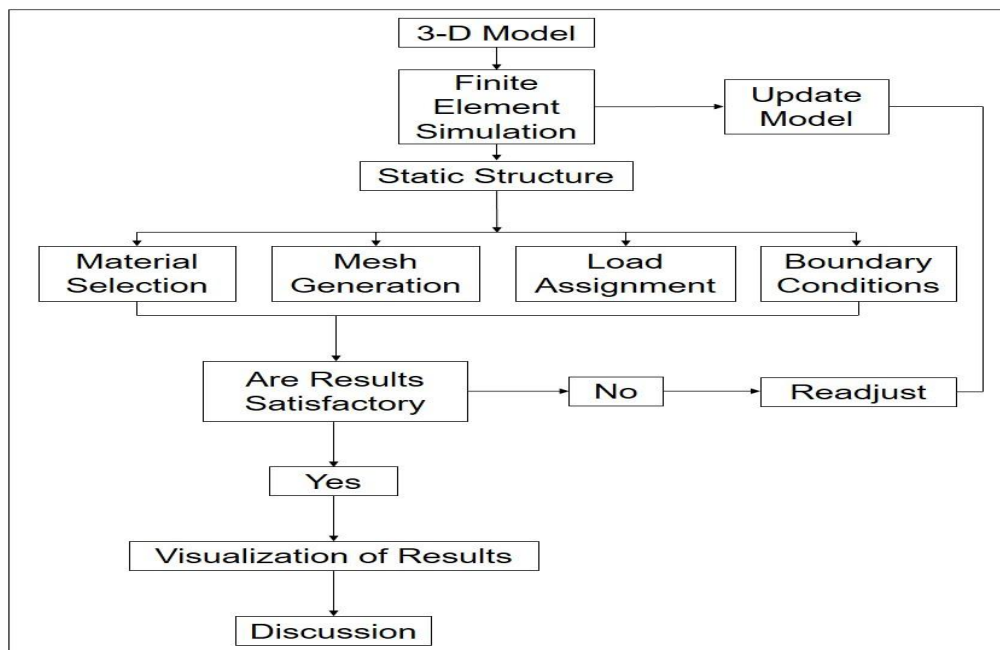 3-D Model
Finite
Element
Simulation
Update
Model
Static Structure
Material
Selection
Mesh
Generation
Load
Assignment
Boundary
Conditions
Are Results
Satisfactory
No
Readjust
Yes
Visualization of Results
Discussion